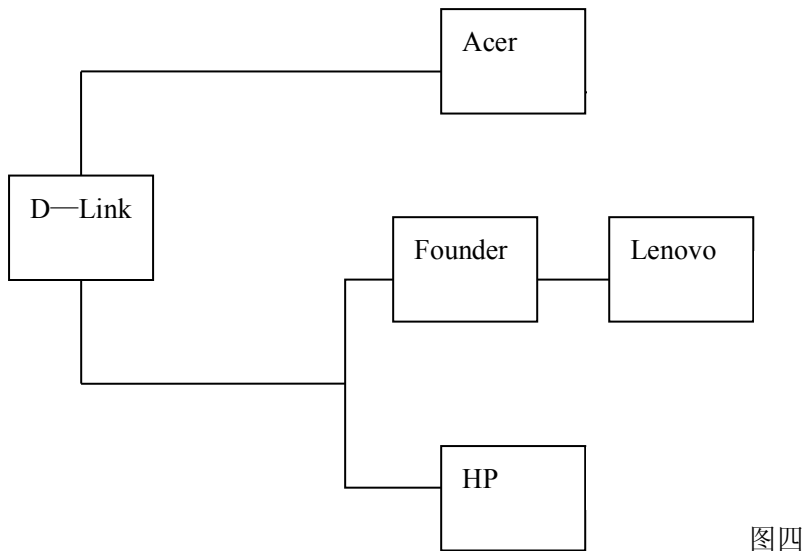 Acer
D—Link
Founder
Lenovo
HP
图四